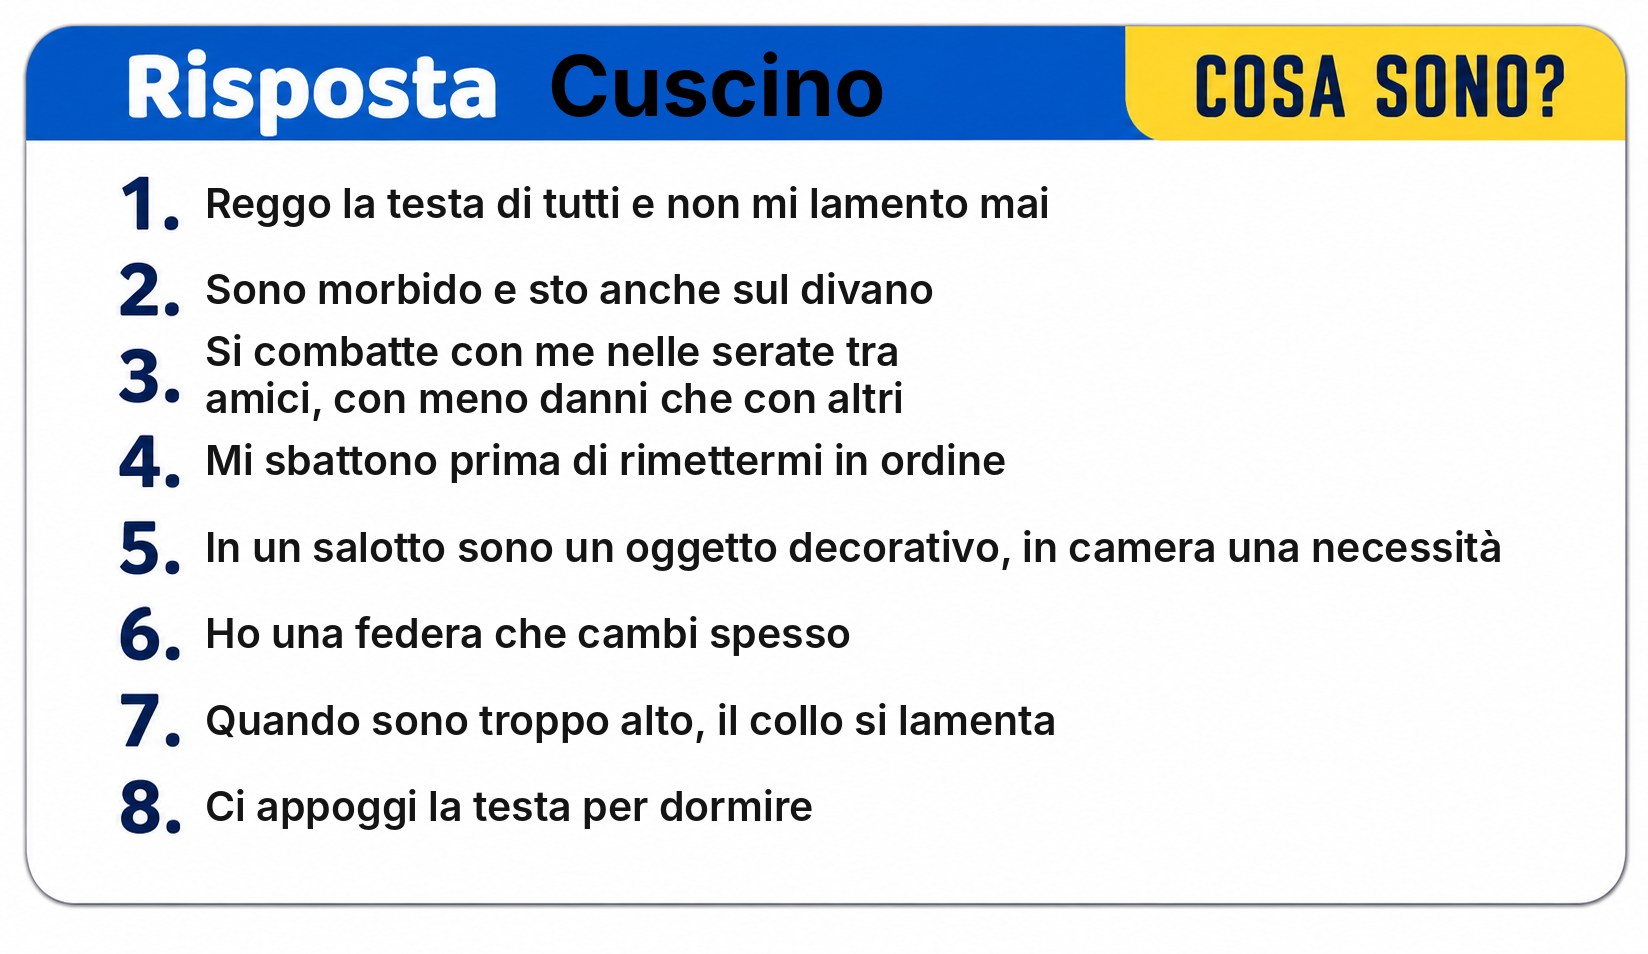 Risposta Cuscino
COSA SONO?
1. Reggo la testa di tutti e non mi lamento mai
2. Sono morbido e sto anche sul divano
3. Si combatte con me nelle serate tra
amici, con meno danni che con altri
4. Mi sbattono prima di rimettermi in ordine
5. In un salotto sono un oggetto decorativo, in camera una necessità
6. Ho una federa che cambi spesso
7. Quando sono troppo alto, il collo si lamenta
8. Ci appoggi la testa per dormire